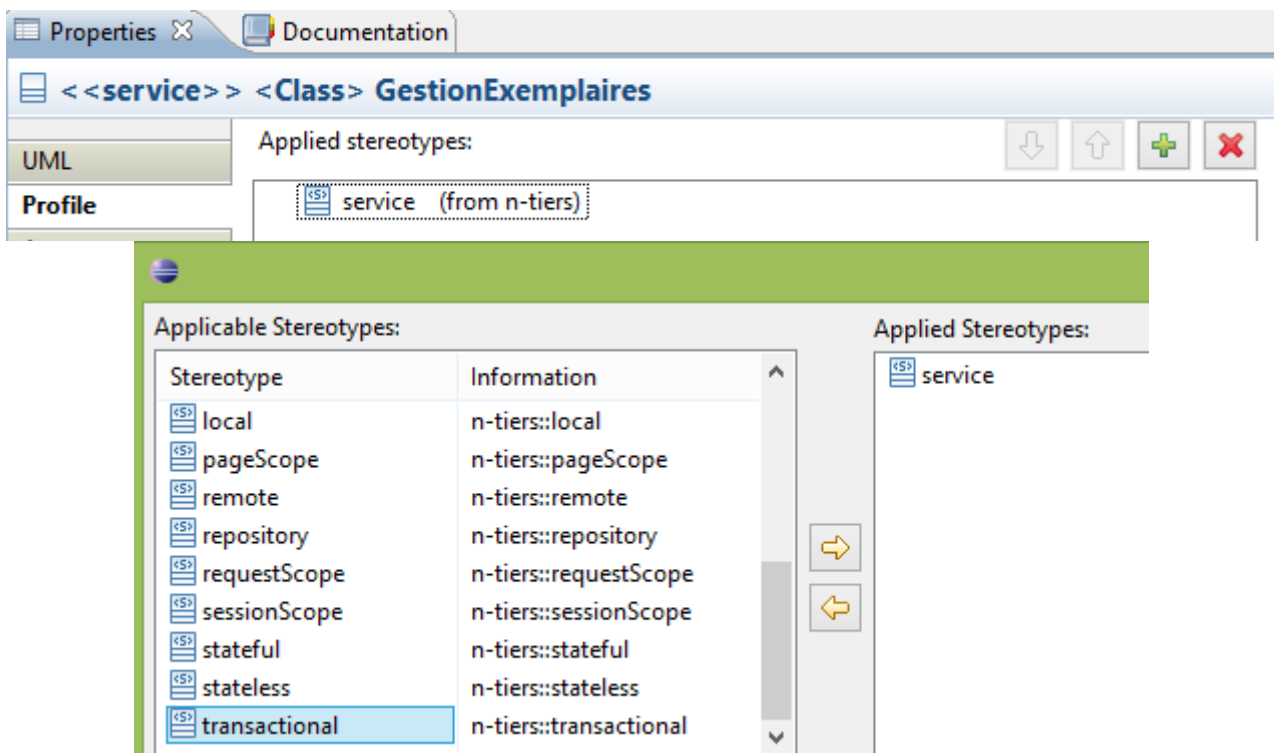 Properties Documentation
<<service>> <Class> GestionExemplaires
Applied stereotypes:
UML
Profile
service (from n-tiers)
Applicable Stereotypes: Applied Stereotypes:
Stereotype Information
service
local n-tiers::local
pageScope n-tiers::pageScope
remote n-tiers::remote
repository n-tiers::repository
requestScope n-tiers::requestScope
sessionScope n-tiers::sessionScope
stateful n-tiers::stateful
stateless n-tiers::stateless
transactional n-tiers::transactional